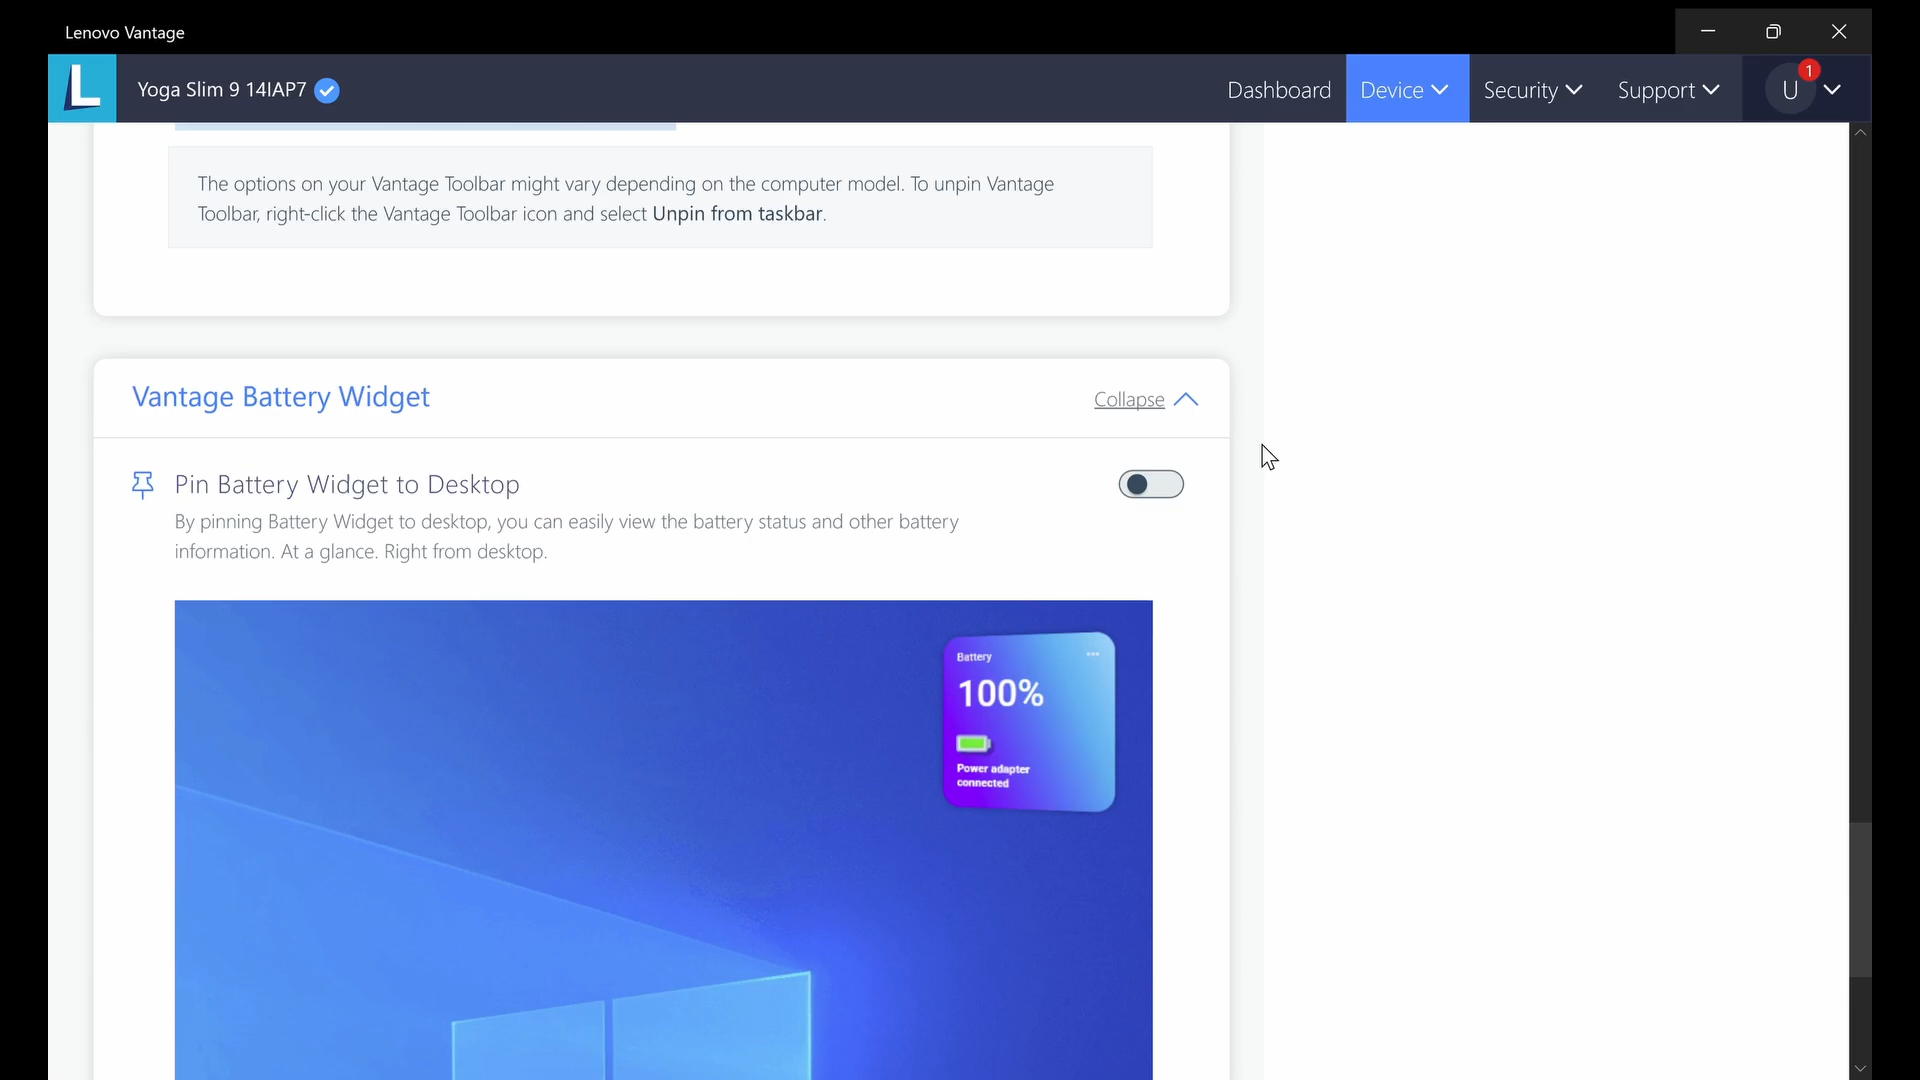 Lenovo Vantage
L
Yoga Slim 9 14IAP7
Dashboard
Device
Security
Support
U
1
The options on your Vantage Toolbar might vary depending on the computer model. To unpin Vantage
Toolbar, right-click the Vantage Toolbar icon and select Unpin from taskbar.
Vantage Battery Widget
Collapse
Pin Battery Widget to Desktop
By pinning Battery Widget to desktop, you can easily view the battery status and other battery
information. At a glance. Right from desktop.
Battery
100%
Power adapter
connected